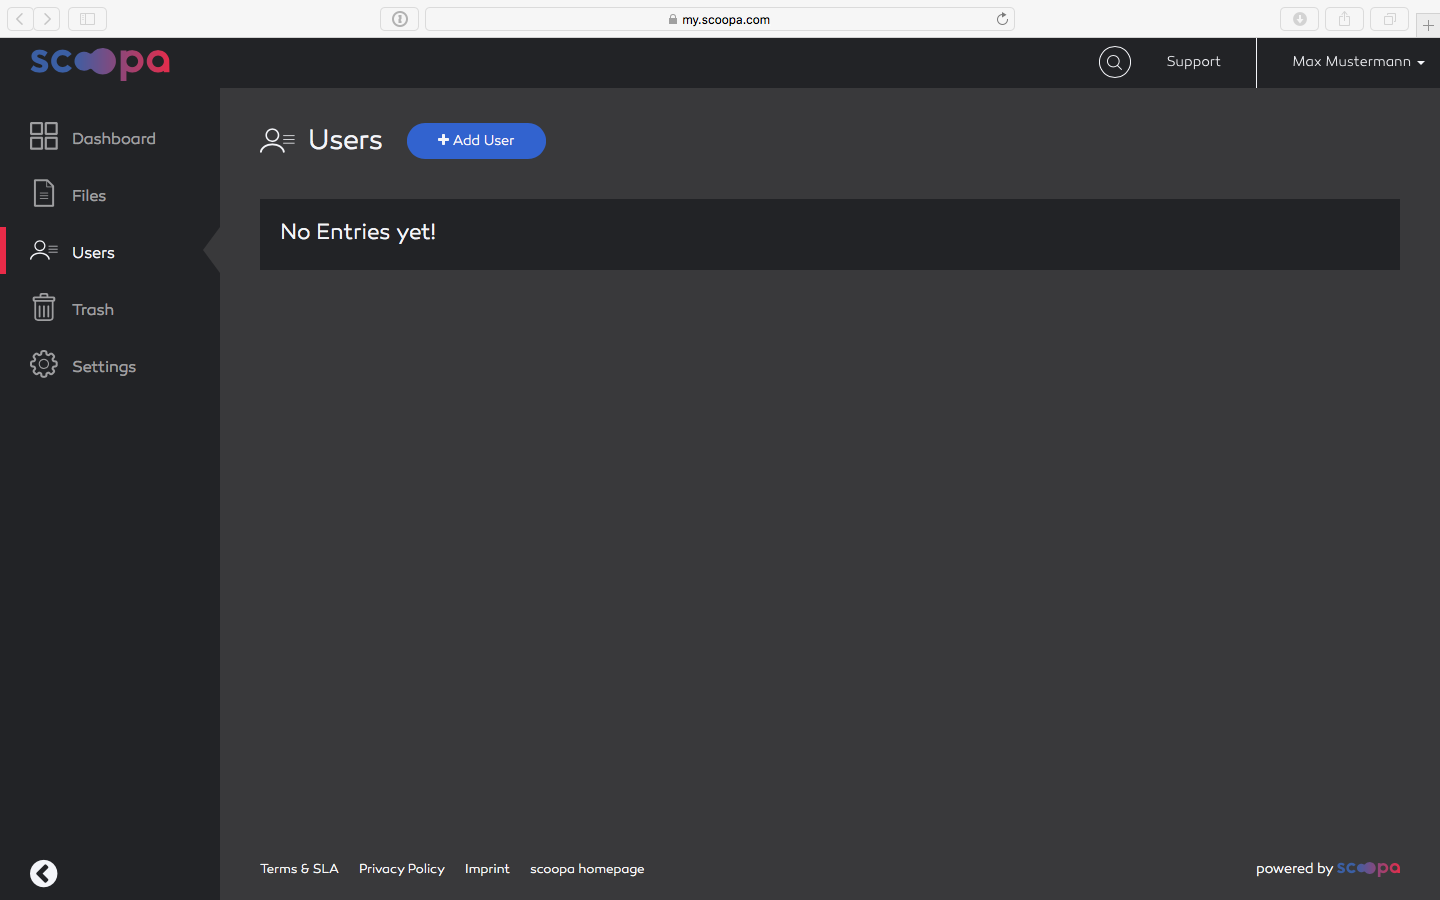 my.scoopa.com
scoopa
Support
Max Mustermann
Dashboard
Files
Users
Trash
Settings
Users
+ Add User
No Entries yet!
Terms & SLA
Privacy Policy
Imprint
scoopa homepage
powered by scoopa